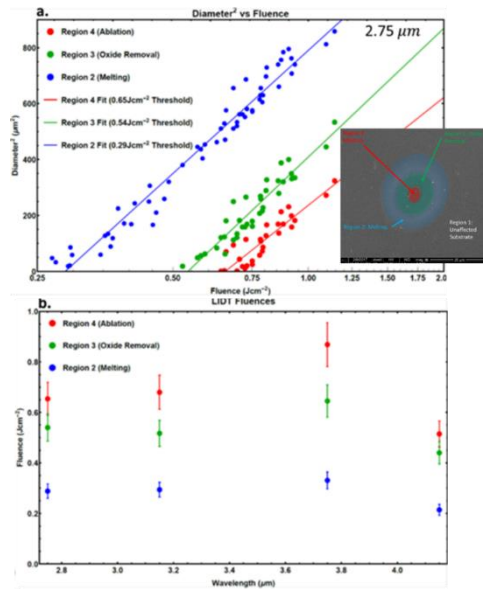 a.
Diameter² vs Fluence
2.75 μm
Region 4 (Ablation)
Region 3 (Oxide Removal)
Region 2 (Melting)
Region 4 Fit (0.65Jcm⁻² Threshold)
Region 3 Fit (0.54Jcm⁻² Threshold)
Region 2 Fit (0.29Jcm⁻² Threshold)
Diameter² (μm²)
800
600
400
200
0
0.25
0.50
0.75
1.00
1.25
1.50
1.75
2.0
Fluence (Jcm⁻²)
Region 2: Melting
Region 1:
Unaffected
Substrate
b.
LIDT Fluences
Region 4 (Ablation)
Region 3 (Oxide Removal)
Region 2 (Melting)
Fluence (Jcm⁻²)
1.0
0.8
0.6
0.4
0.2
0.0
2.8
3.0
3.2
3.4
3.6
3.8
4.0
Wavelength (μm)